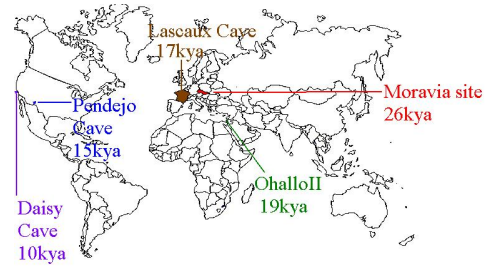 Lascaux Cave
17kya
Moravia site
26kya
Pendejo
Cave
15kya
OhalloII
19kya
Daisy
Cave
10kya